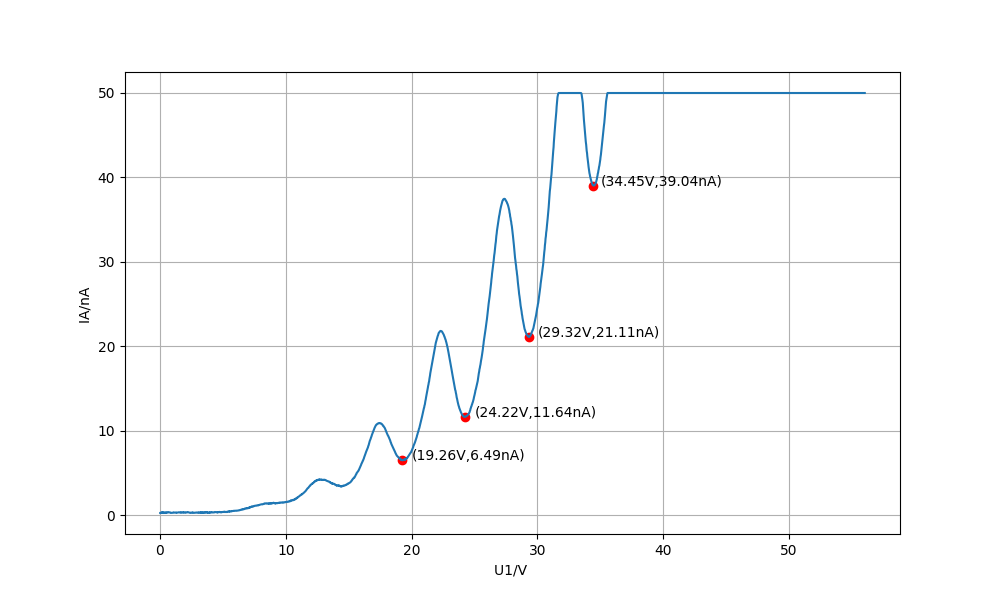 50
40
30
20
10
0
IA/nA
(34.45V,39.04nA)
(29.32V,21.11nA)
(24.22V,11.64nA)
(19.26V,6.49nA)
0 10 20 30 40 50
U1/V